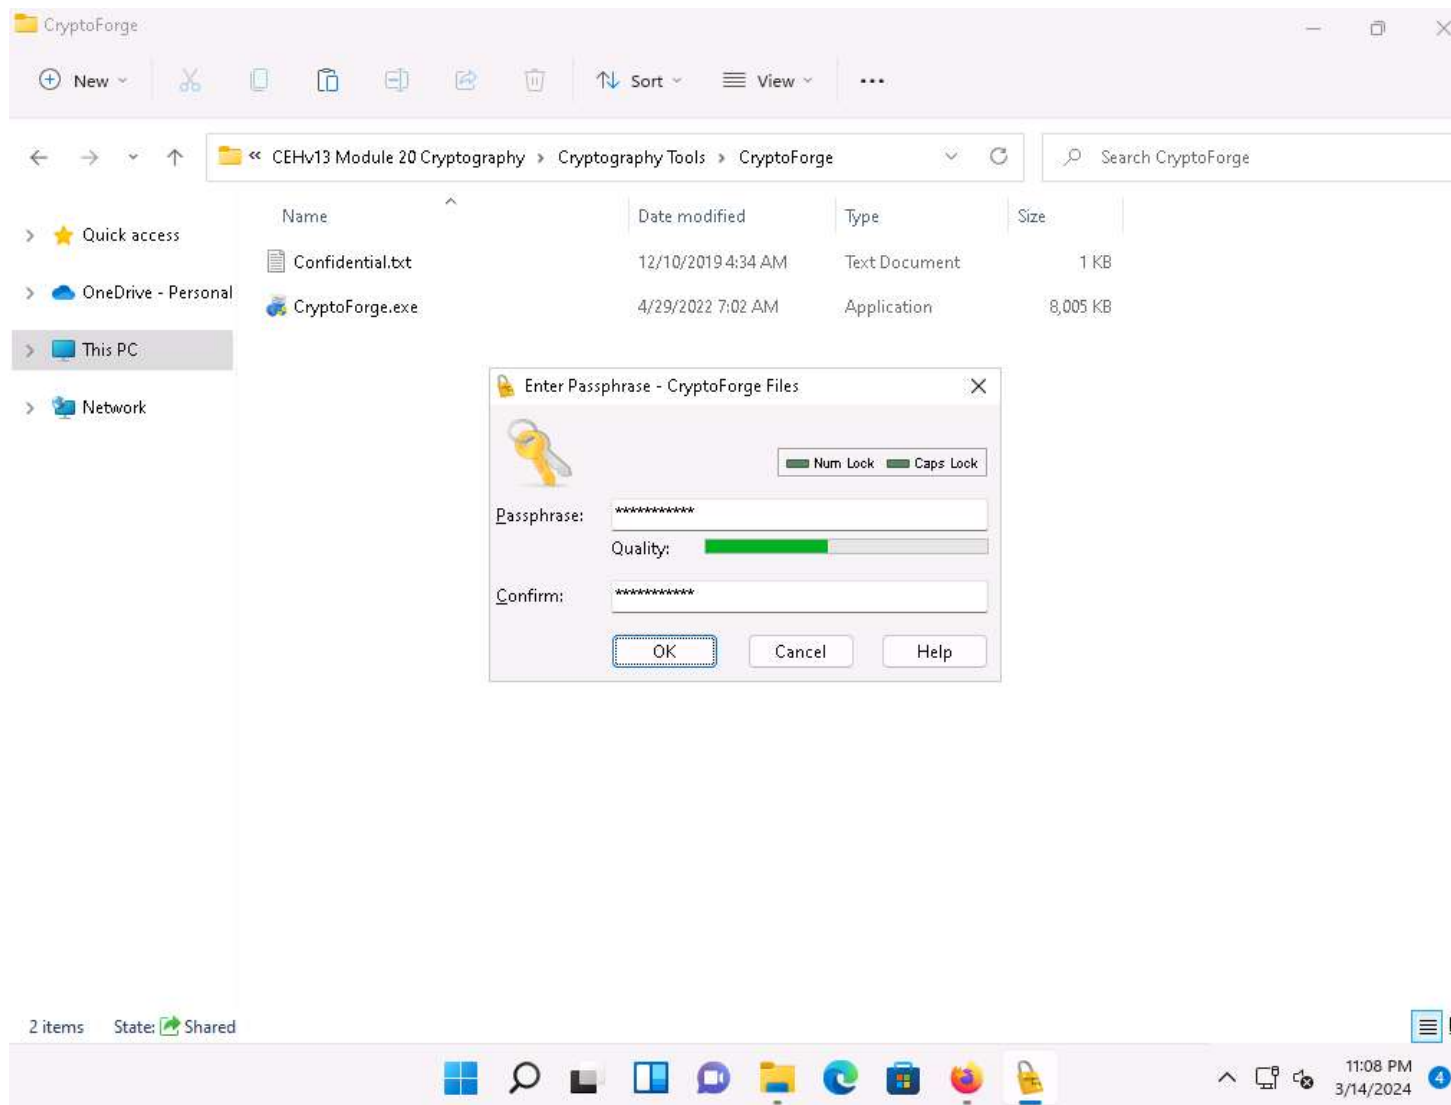 CryptoForge
New
Sort
View
« CEHv13 Module 20 Cryptography > Cryptography Tools > CryptoForge
Search CryptoForge
Name Date modified Type Size
Quick access
Confidential.txt 12/10/2019 4:34 AM Text Document 1 KB
OneDrive - Personal
CryptoForge.exe 4/29/2022 7:02 AM Application 8,005 KB
This PC
Network
Enter Passphrase - CryptoForge Files
Num Lock Caps Lock
Passphrase: ***********
Quality:
Confirm: ***********
OK Cancel Help
2 items State: Shared
11:08 PM
3/14/2024
4